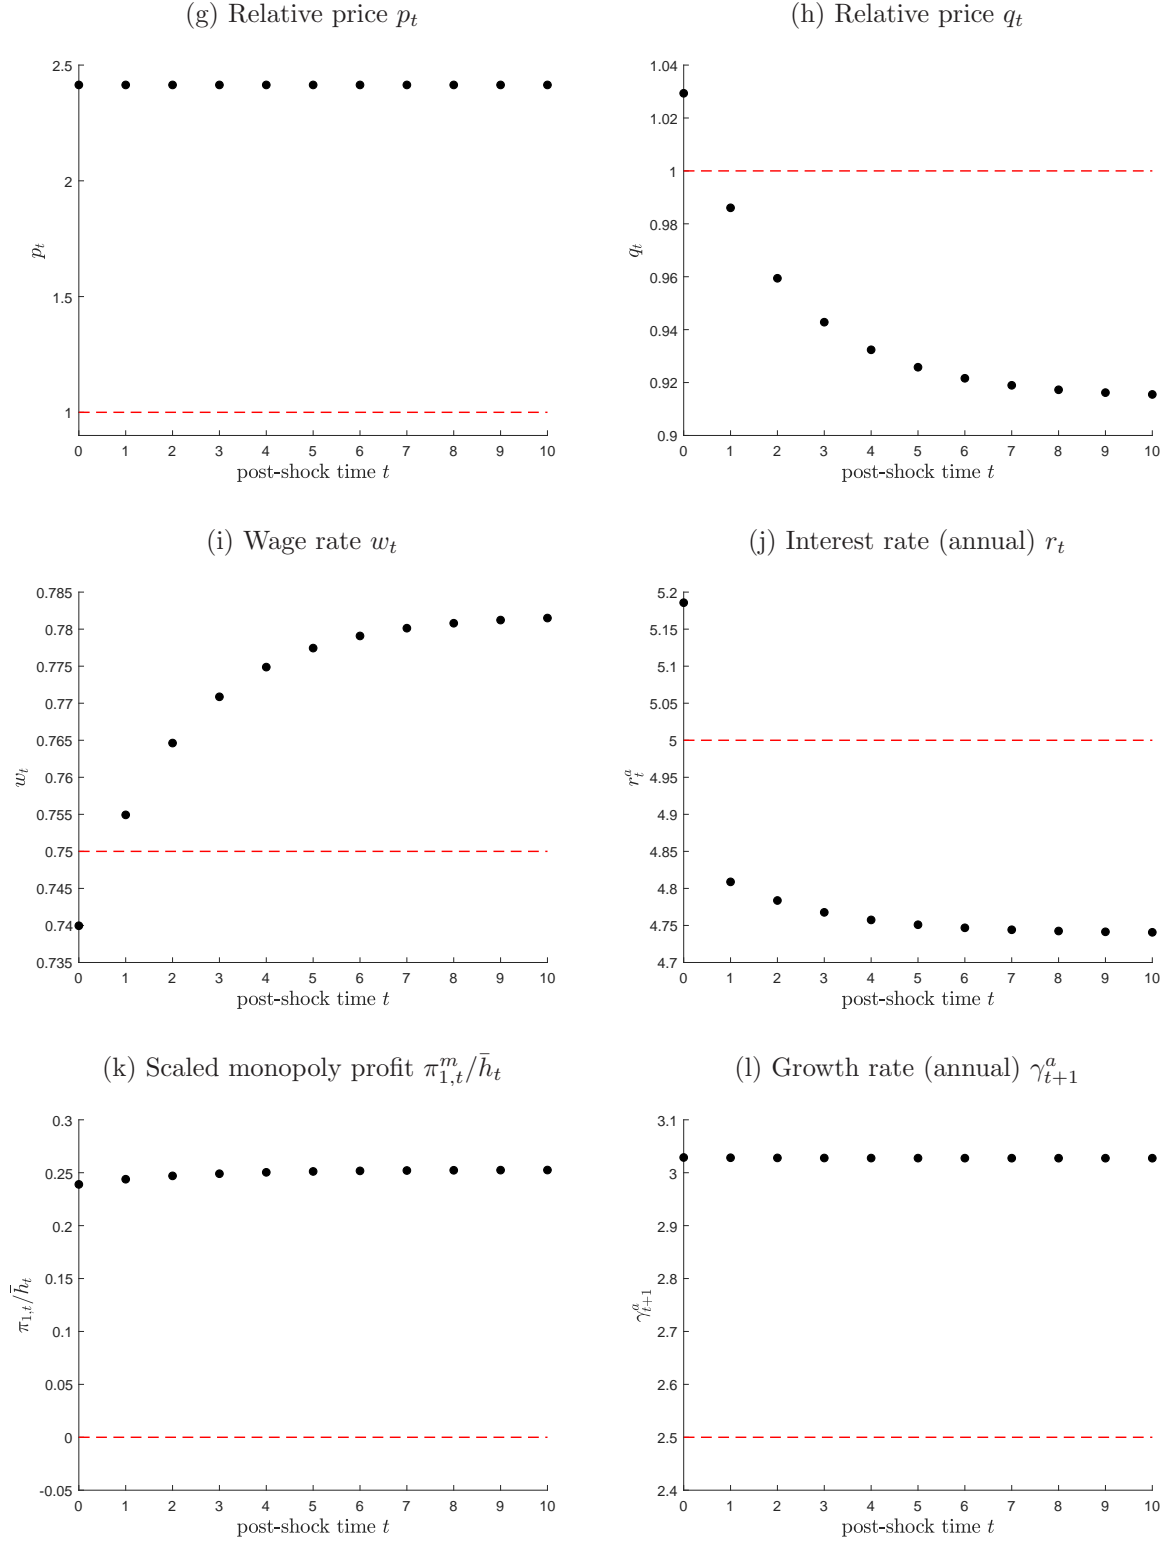 (g) Relative price p_t
2.5
2
1.5
1
p_t
0 1 2 3 4 5 6 7 8 9 10
post-shock time t
(h) Relative price q_t
1.04
1.02
1
0.98
0.96
0.94
0.92
0.9
q_t
0 1 2 3 4 5 6 7 8 9 10
post-shock time t
(i) Wage rate w_t
0.785
0.78
0.775
0.77
0.765
0.76
0.755
0.75
0.745
0.74
0.735
w_t
0 1 2 3 4 5 6 7 8 9 10
post-shock time t
(j) Interest rate (annual) r_t
5.2
5.15
5.1
5.05
5
4.95
4.9
4.85
4.8
4.75
4.7
r_t^a
0 1 2 3 4 5 6 7 8 9 10
post-shock time t
(k) Scaled monopoly profit π_{1,t}^m/h̄_t
0.3
0.25
0.2
0.15
0.1
0.05
0
-0.05
π_{1,t}/h̄_t
0 1 2 3 4 5 6 7 8 9 10
post-shock time t
(l) Growth rate (annual) γ_{t+1}^a
3.1
3
2.9
2.8
2.7
2.6
2.5
2.4
γ_{t+1}^a
0 1 2 3 4 5 6 7 8 9 10
post-shock time t